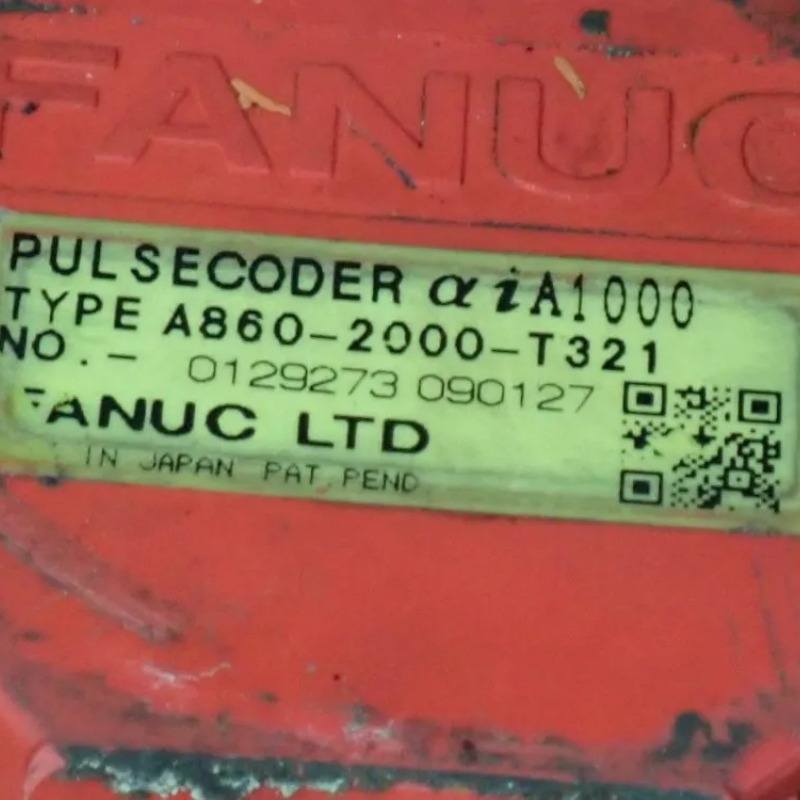 FANUC
PULSECODER αiA1000
TYPE A860-2000-T321
NO.- 0129273 090127
FANUC LTD
IN JAPAN PAT. PEND